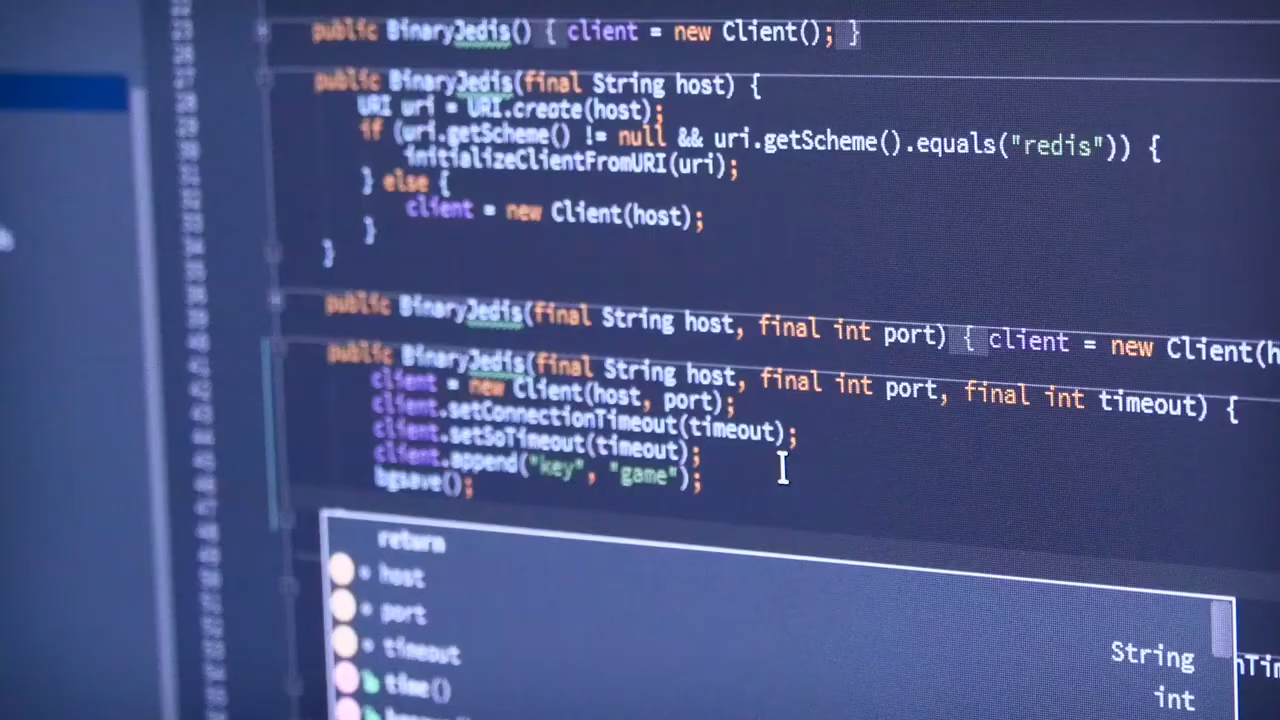 public BinaryJedis() { client = new Client(); }
public BinaryJedis(final String host) {
URI uri = URI.create(host);
if (uri.getScheme() != null && uri.getScheme().equals("redis")) {
initializeClientFromURI(uri);
} else {
client = new Client(host);
}
}
public BinaryJedis(final String host, final int port) { client = new Client(h
public BinaryJedis(final String host, final int port, final int timeout) {
client = new Client(host, port);
client.setConnectionTimeout(timeout);
client.setSoTimeout(timeout);
client.append("key", "game");
bgsave();
return
host
port
timeout
String
time()
int